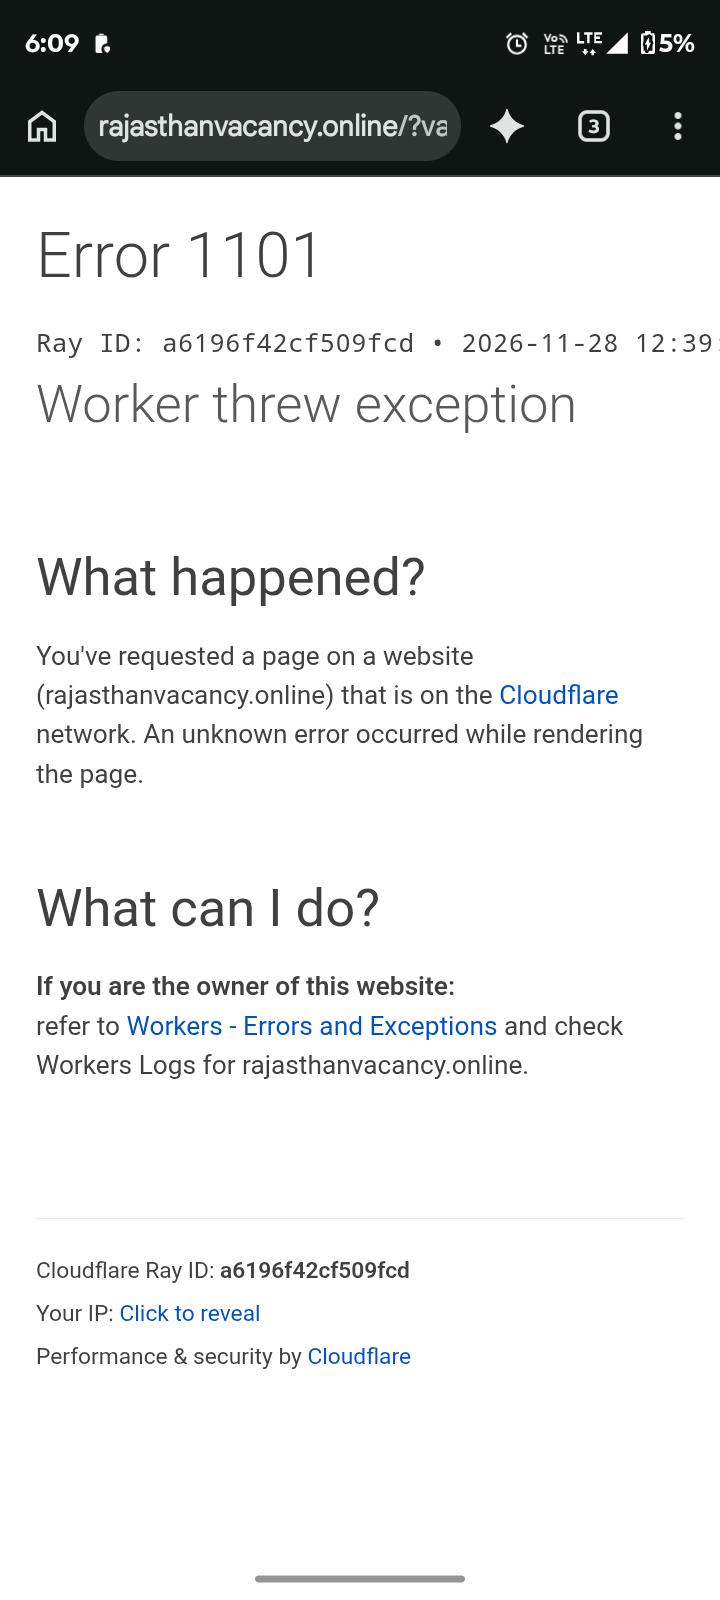 6:09
Vo LTE
LTE
5%
rajasthanvacancy.online/?va
3
Error 1101
Ray ID: a6196f42cf509fcd • 2026-11-28 12:39:
Worker threw exception
What happened?
You've requested a page on a website
(rajasthanvacancy.online) that is on the Cloudflare
network. An unknown error occurred while rendering
the page.
What can I do?
If you are the owner of this website:
refer to Workers - Errors and Exceptions and check
Workers Logs for rajasthanvacancy.online.
Cloudflare Ray ID: a6196f42cf509fcd
Your IP: Click to reveal
Performance & security by Cloudflare